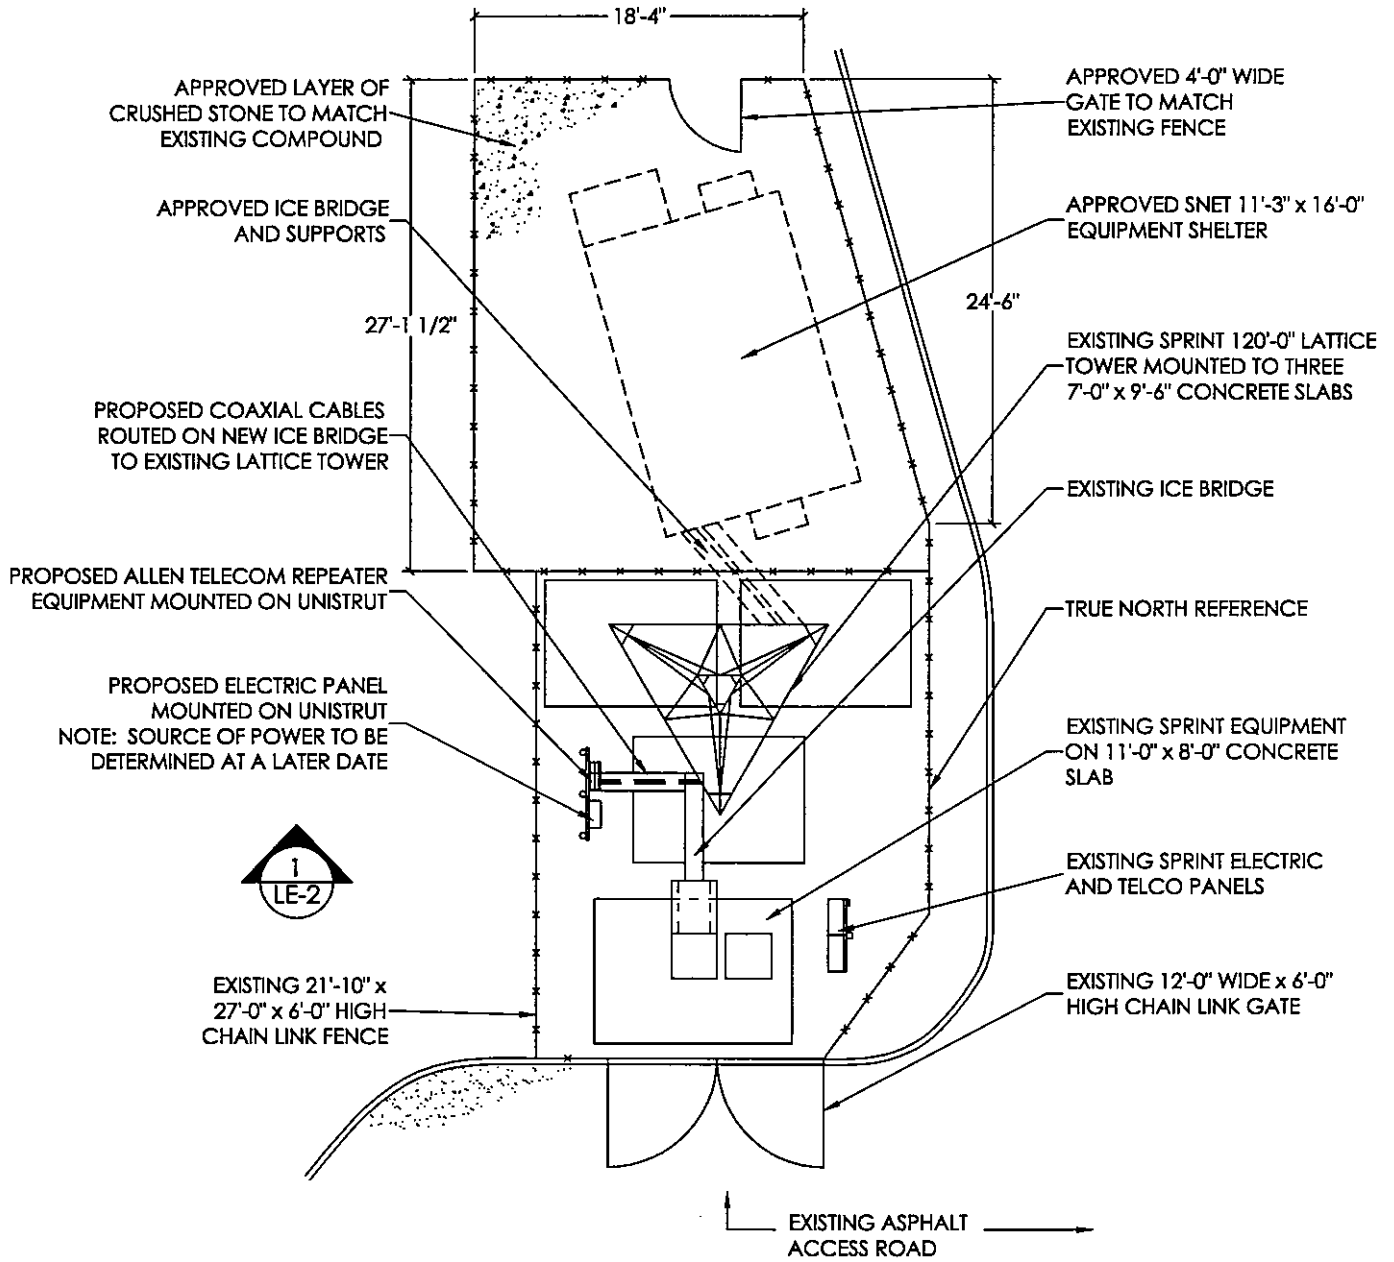 18'-4"
APPROVED LAYER OF
CRUSHED STONE TO MATCH
EXISTING COMPOUND
APPROVED 4'-0" WIDE
GATE TO MATCH
EXISTING FENCE
APPROVED ICE BRIDGE
AND SUPPORTS
APPROVED SNET 11'-3" x 16'-0"
EQUIPMENT SHELTER
27'-1 1/2"
24'-6"
EXISTING SPRINT 120'-0" LATTICE
TOWER MOUNTED TO THREE
7'-0" x 9'-6" CONCRETE SLABS
PROPOSED COAXIAL CABLES
ROUTED ON NEW ICE BRIDGE
TO EXISTING LATTICE TOWER
EXISTING ICE BRIDGE
PROPOSED ALLEN TELECOM REPEATER
EQUIPMENT MOUNTED ON UNISTRUT
TRUE NORTH REFERENCE
PROPOSED ELECTRIC PANEL
MOUNTED ON UNISTRUT
NOTE: SOURCE OF POWER TO BE
DETERMINED AT A LATER DATE
EXISTING SPRINT EQUIPMENT
ON 11'-0" x 8'-0" CONCRETE
SLAB
1
LE-2
EXISTING SPRINT ELECTRIC
AND TELCO PANELS
EXISTING 21'-10" x
27'-0" x 6'-0" HIGH
CHAIN LINK FENCE
EXISTING 12'-0" WIDE x 6'-0"
HIGH CHAIN LINK GATE
EXISTING ASPHALT
ACCESS ROAD